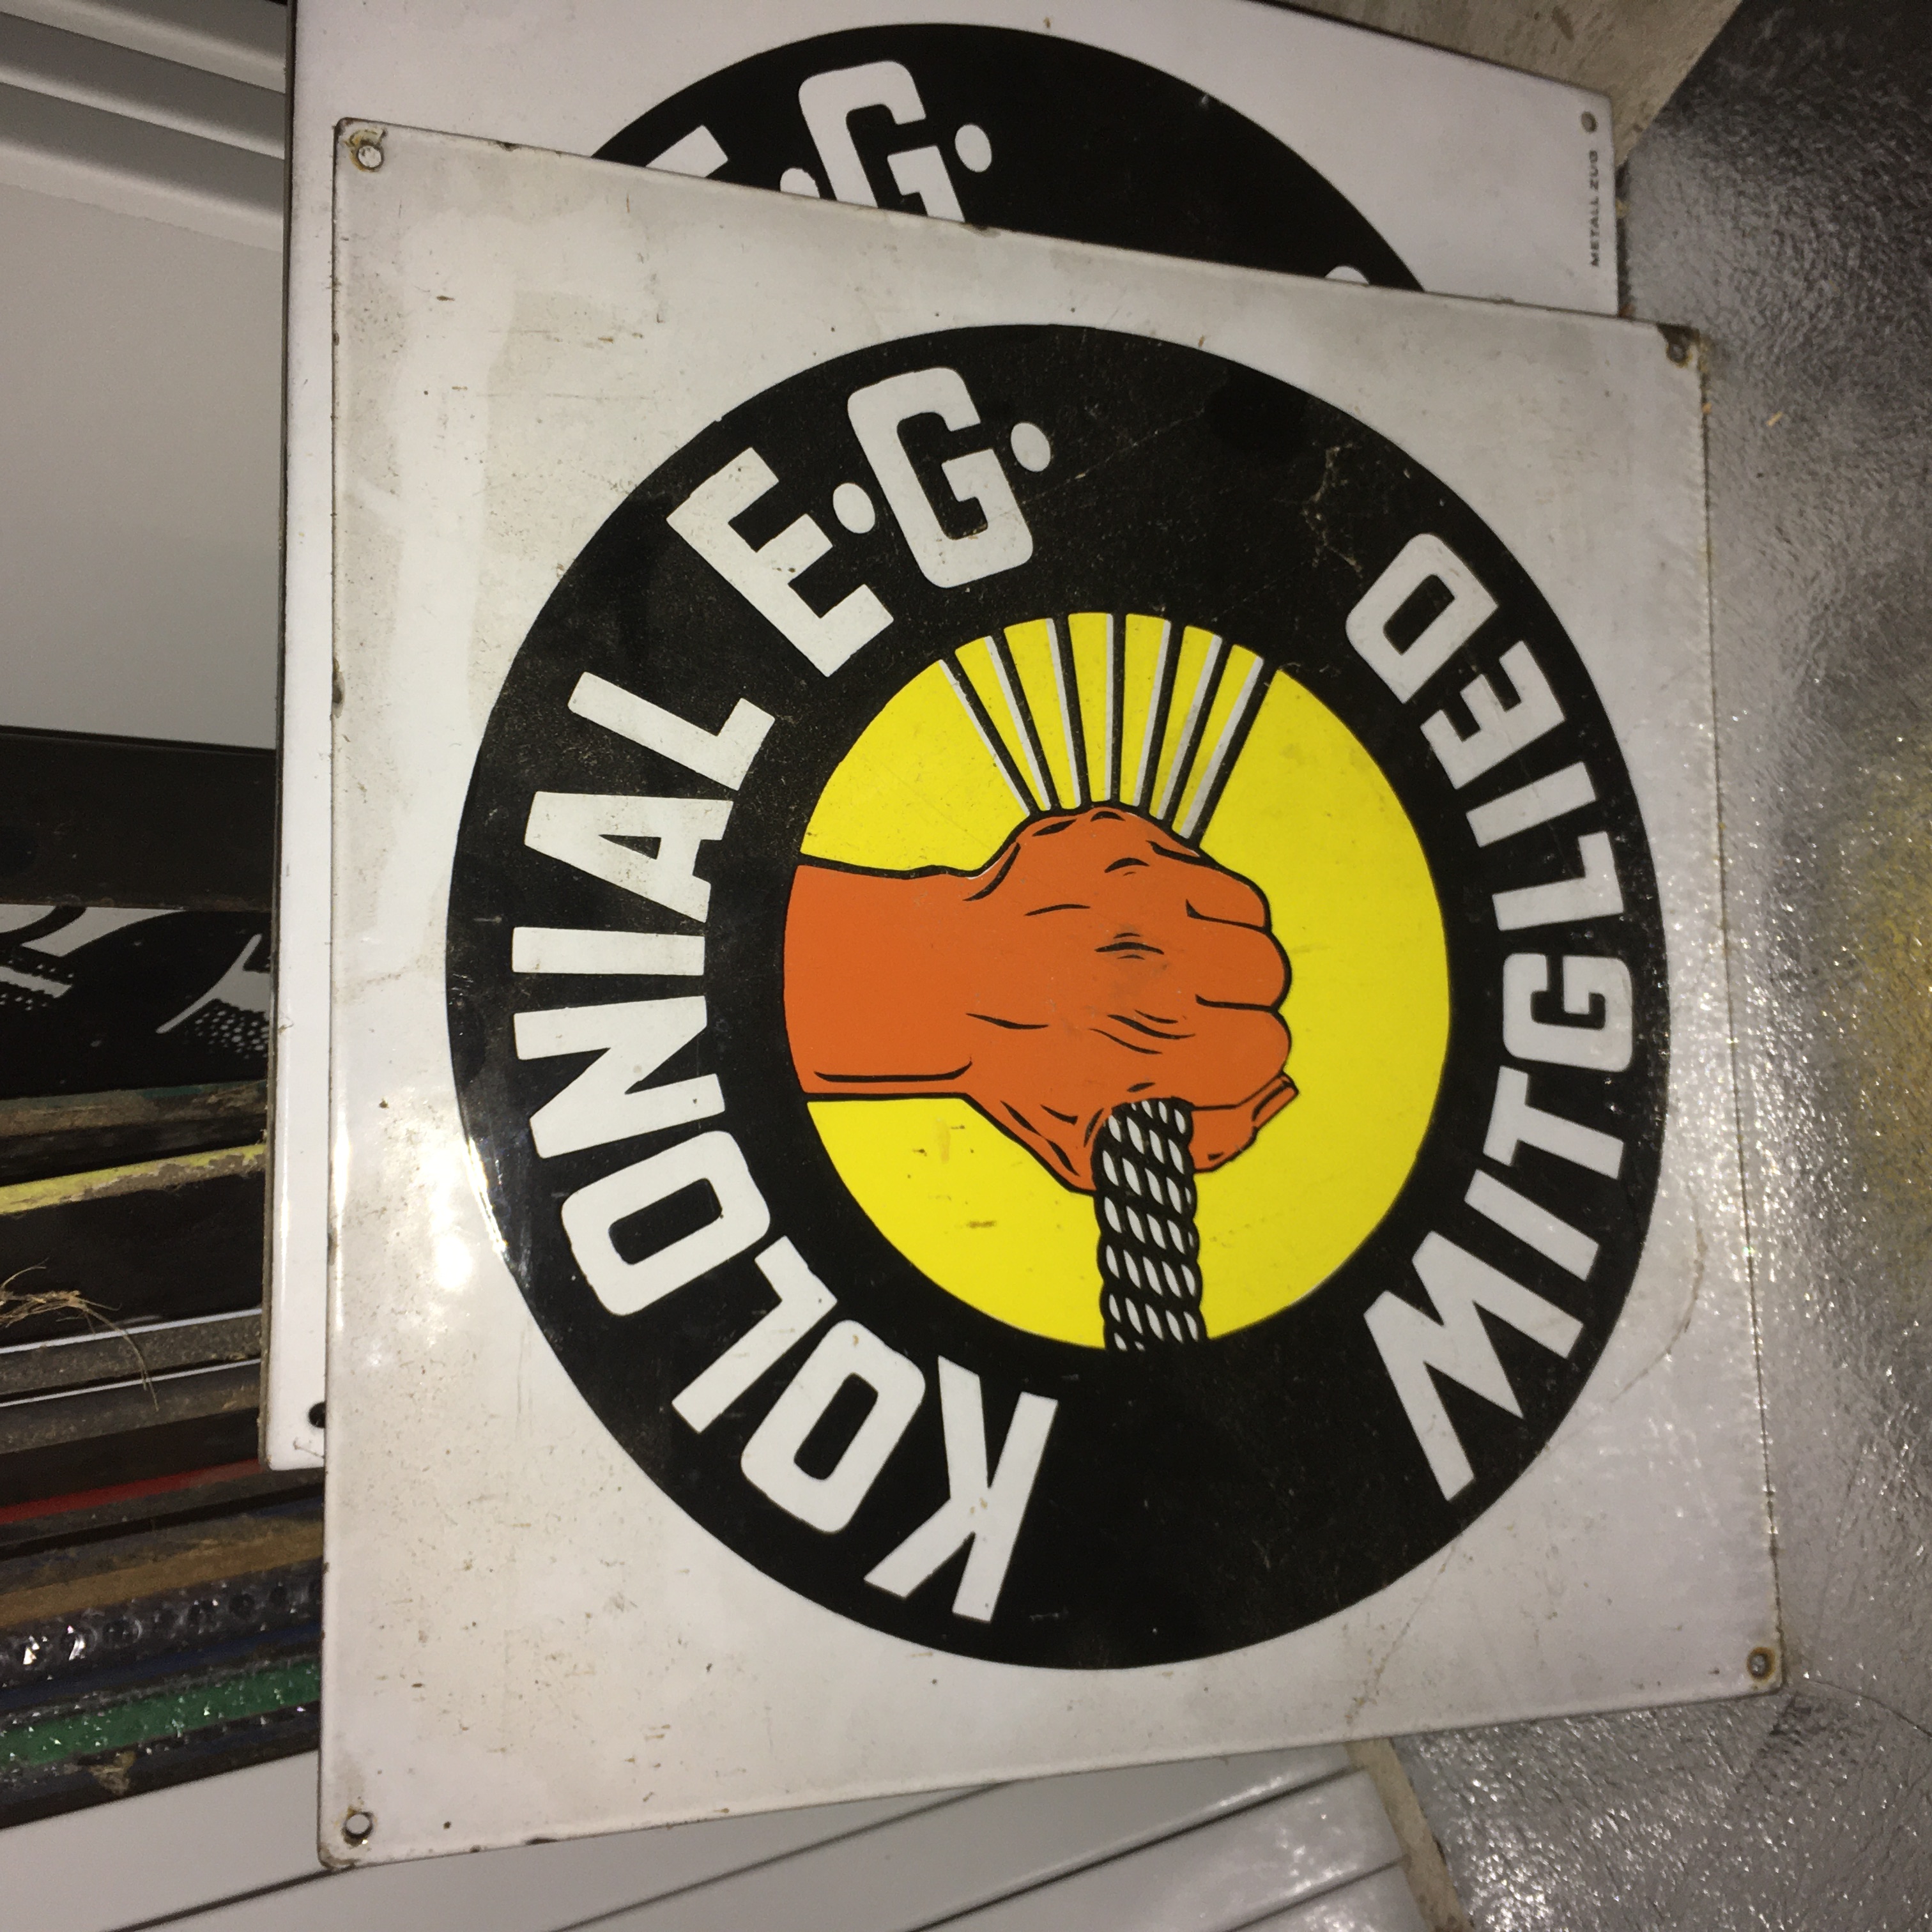 E.G.
METALL ZUG
KOLONIAL E.G.
MITGLIED